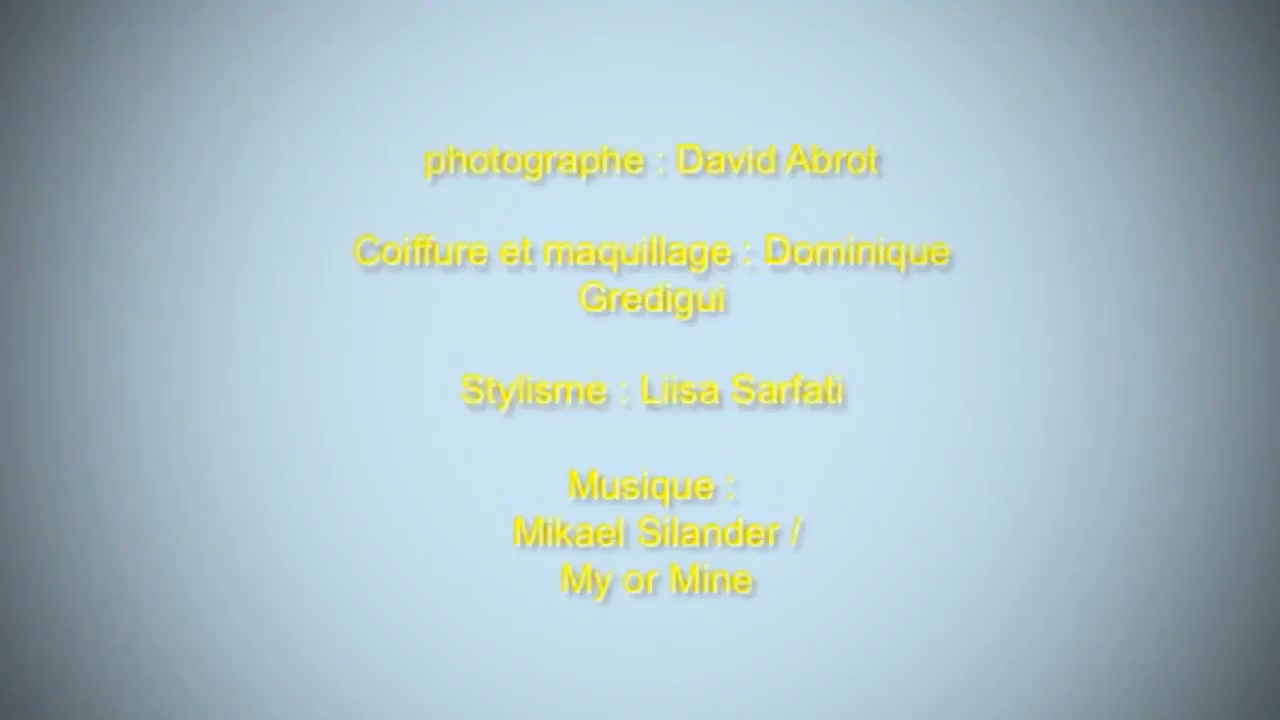 photographe : David Abrot
Coiffure et maquillage : Dominique
Gredigui
Stylisme : Liisa Sarfati
Musique :
Mikael Silander /
My or Mine